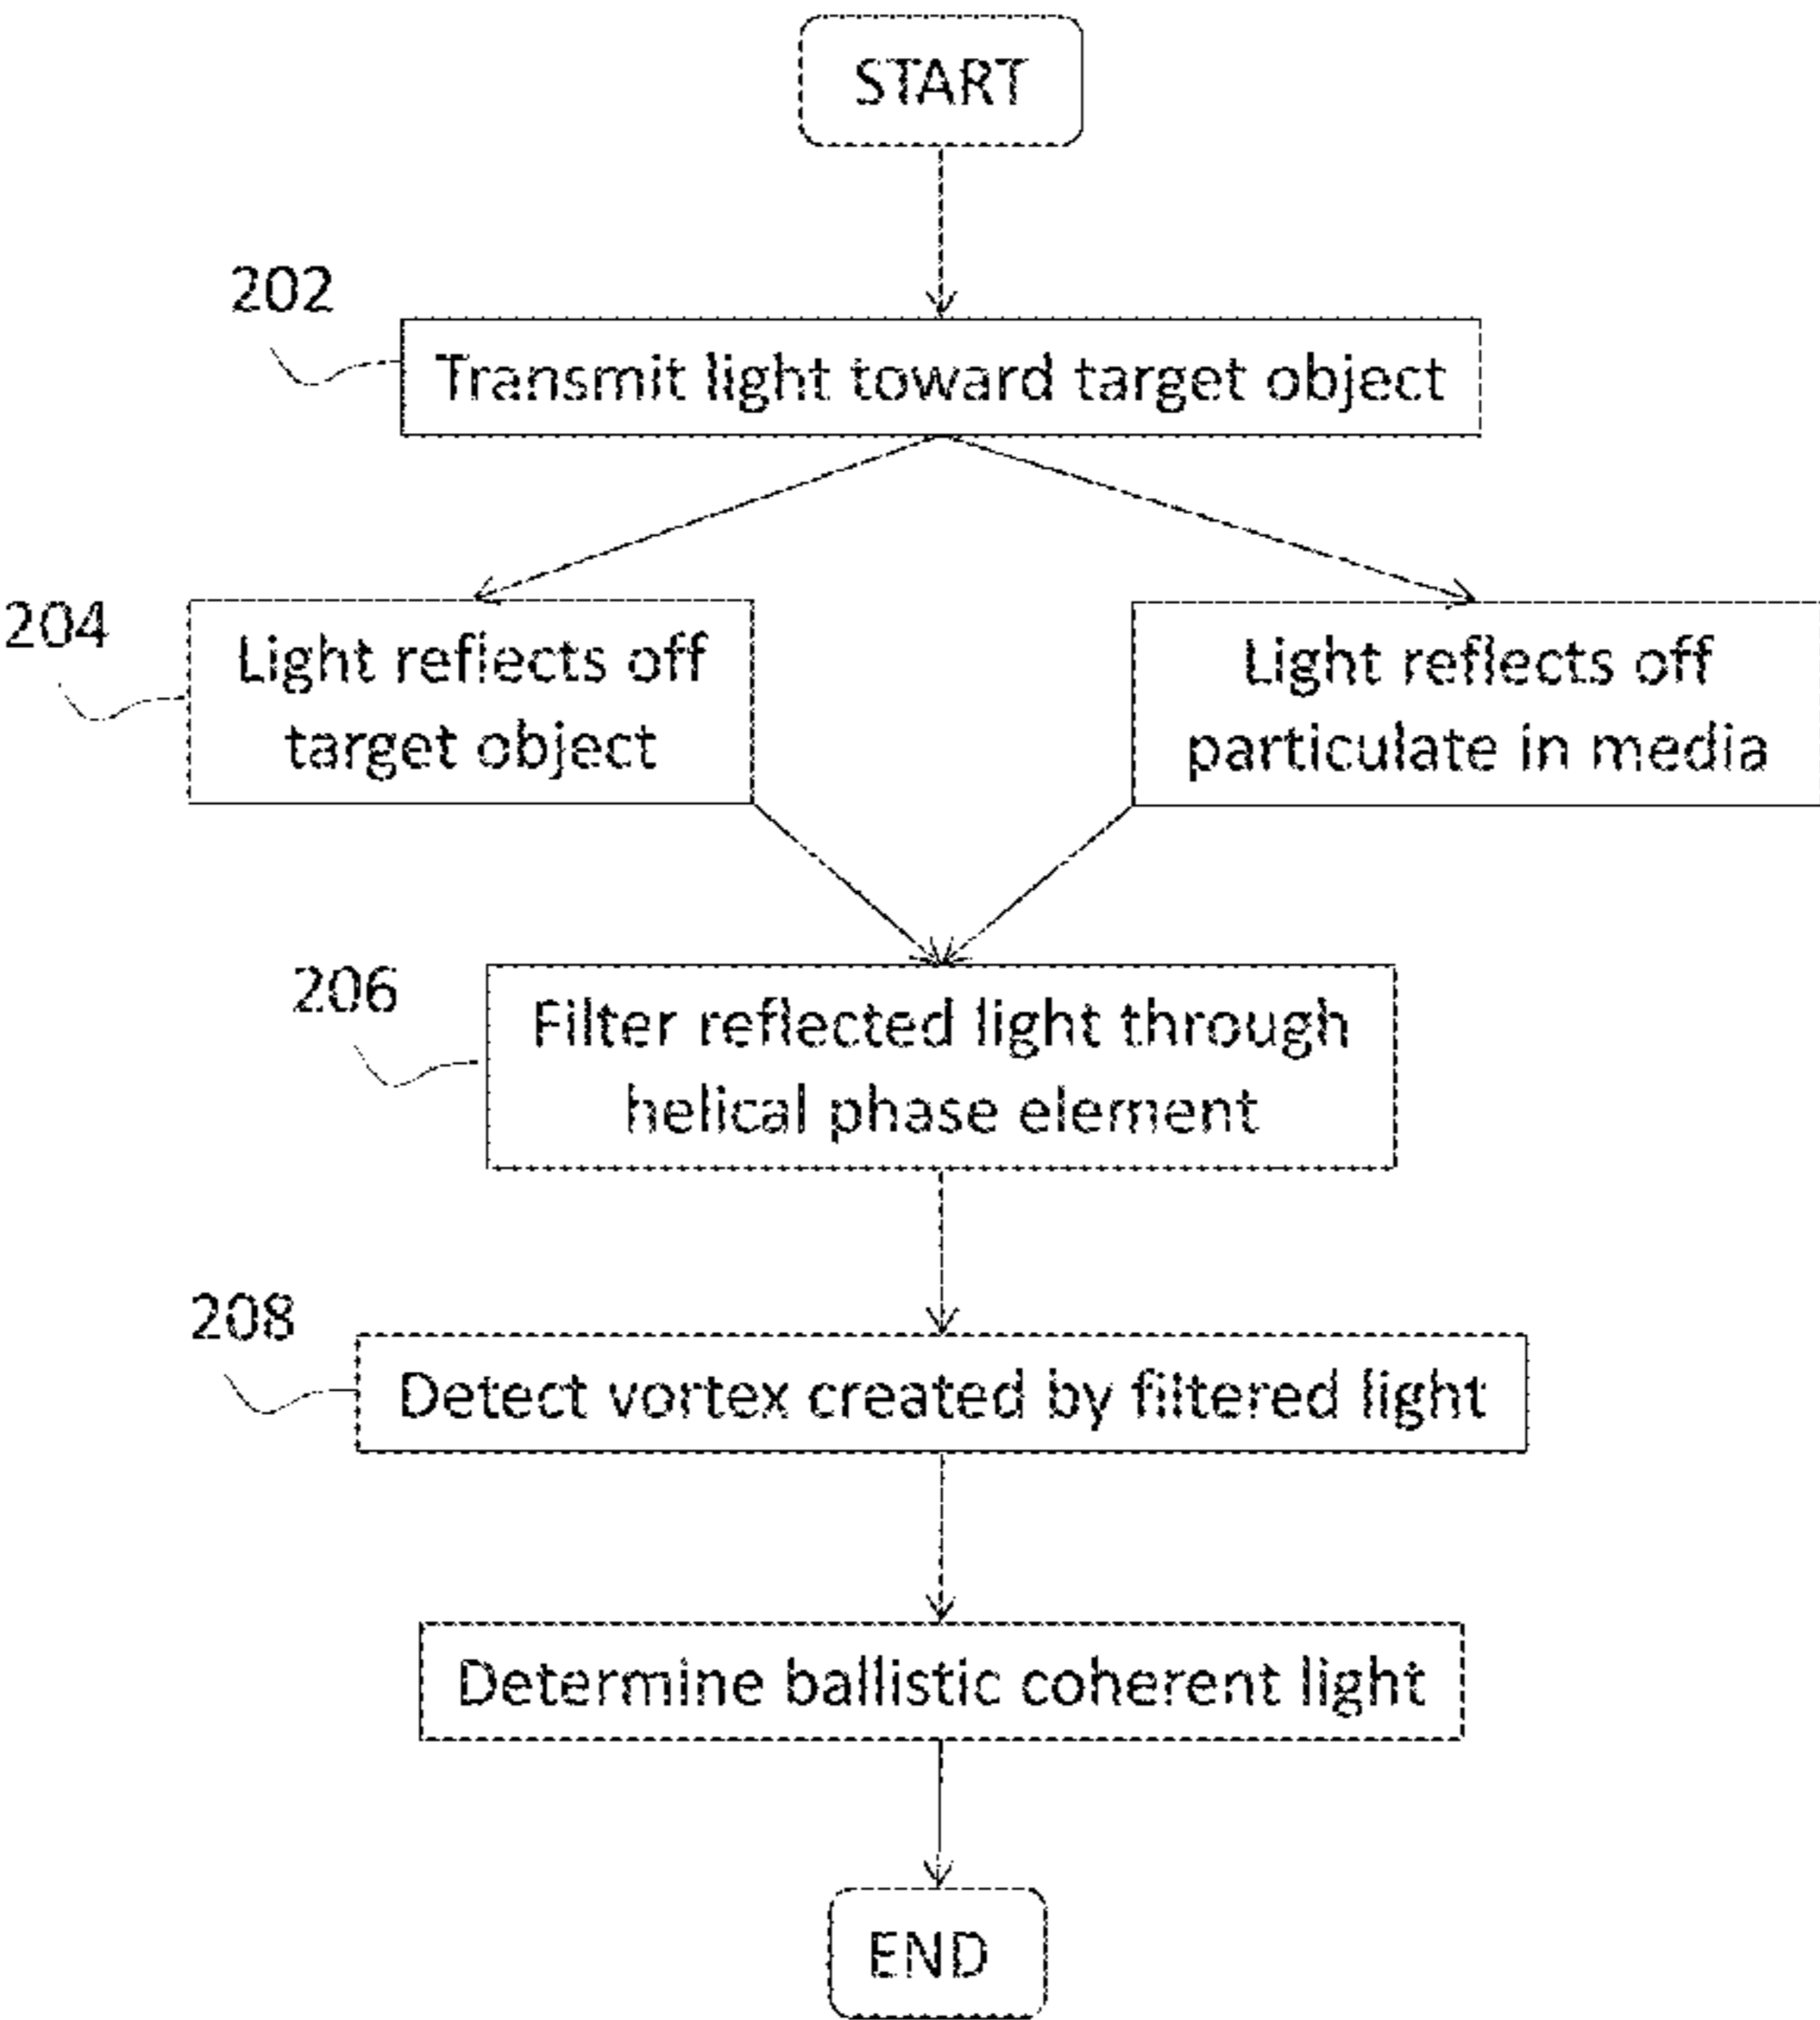 START
202
Transmit light toward target object
204
Light reflects off
target object
Light reflects off
particulate in media
206
Filter reflected light through
helical phase element
208
Detect vortex created by filtered light
Determine ballistic coherent light
END